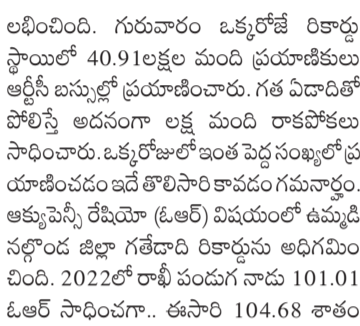 లభించింది. గురువారం ఒక్కరోజే రికార్డు
స్థాయిలో 40.91లక్షల మంది ప్రయాణికులు
ఆర్టీసీ బస్సుల్లో ప్రయాణించారు. గత ఏడాదితో
పోలిస్తే అదనంగా లక్ష మంది రాకపోకలు
సాధించారు. ఒక్కరోజులో ఇంత పెద్ద సంఖ్యలో ప్ర
యాణించడం ఇదే తొలిసారి కావడం గమనార్హం.
ఆక్యుపెన్సీ రేషియో (ఓఆర్) విషయంలో ఉమ్మడి
నల్గొండ జిల్లా గతేడాది రికార్డును అధిగమిం
చింది. 2022లో రాఖీ పండుగ నాడు 101.01
ఓఆర్ సాధించగా.. ఈసారి 104.68 శాతం